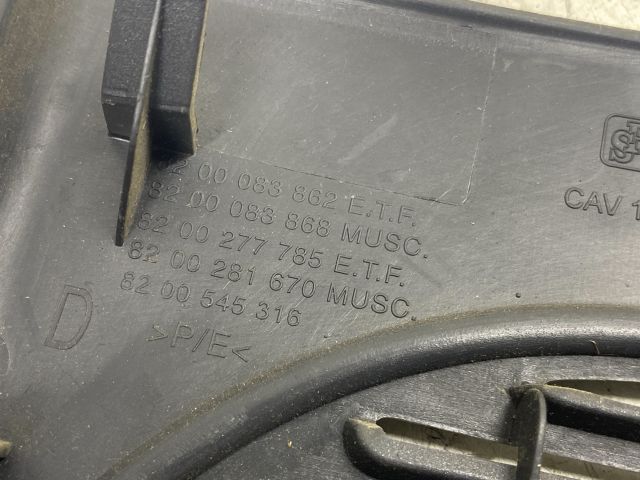 82 00 083 862 E.T.F.
82 00 083 868 MUSC.
82 00 277 785 E.T.F.
82 00 281 670 MUSC.
82 00 545 316
D
>P/E<
CAV 1